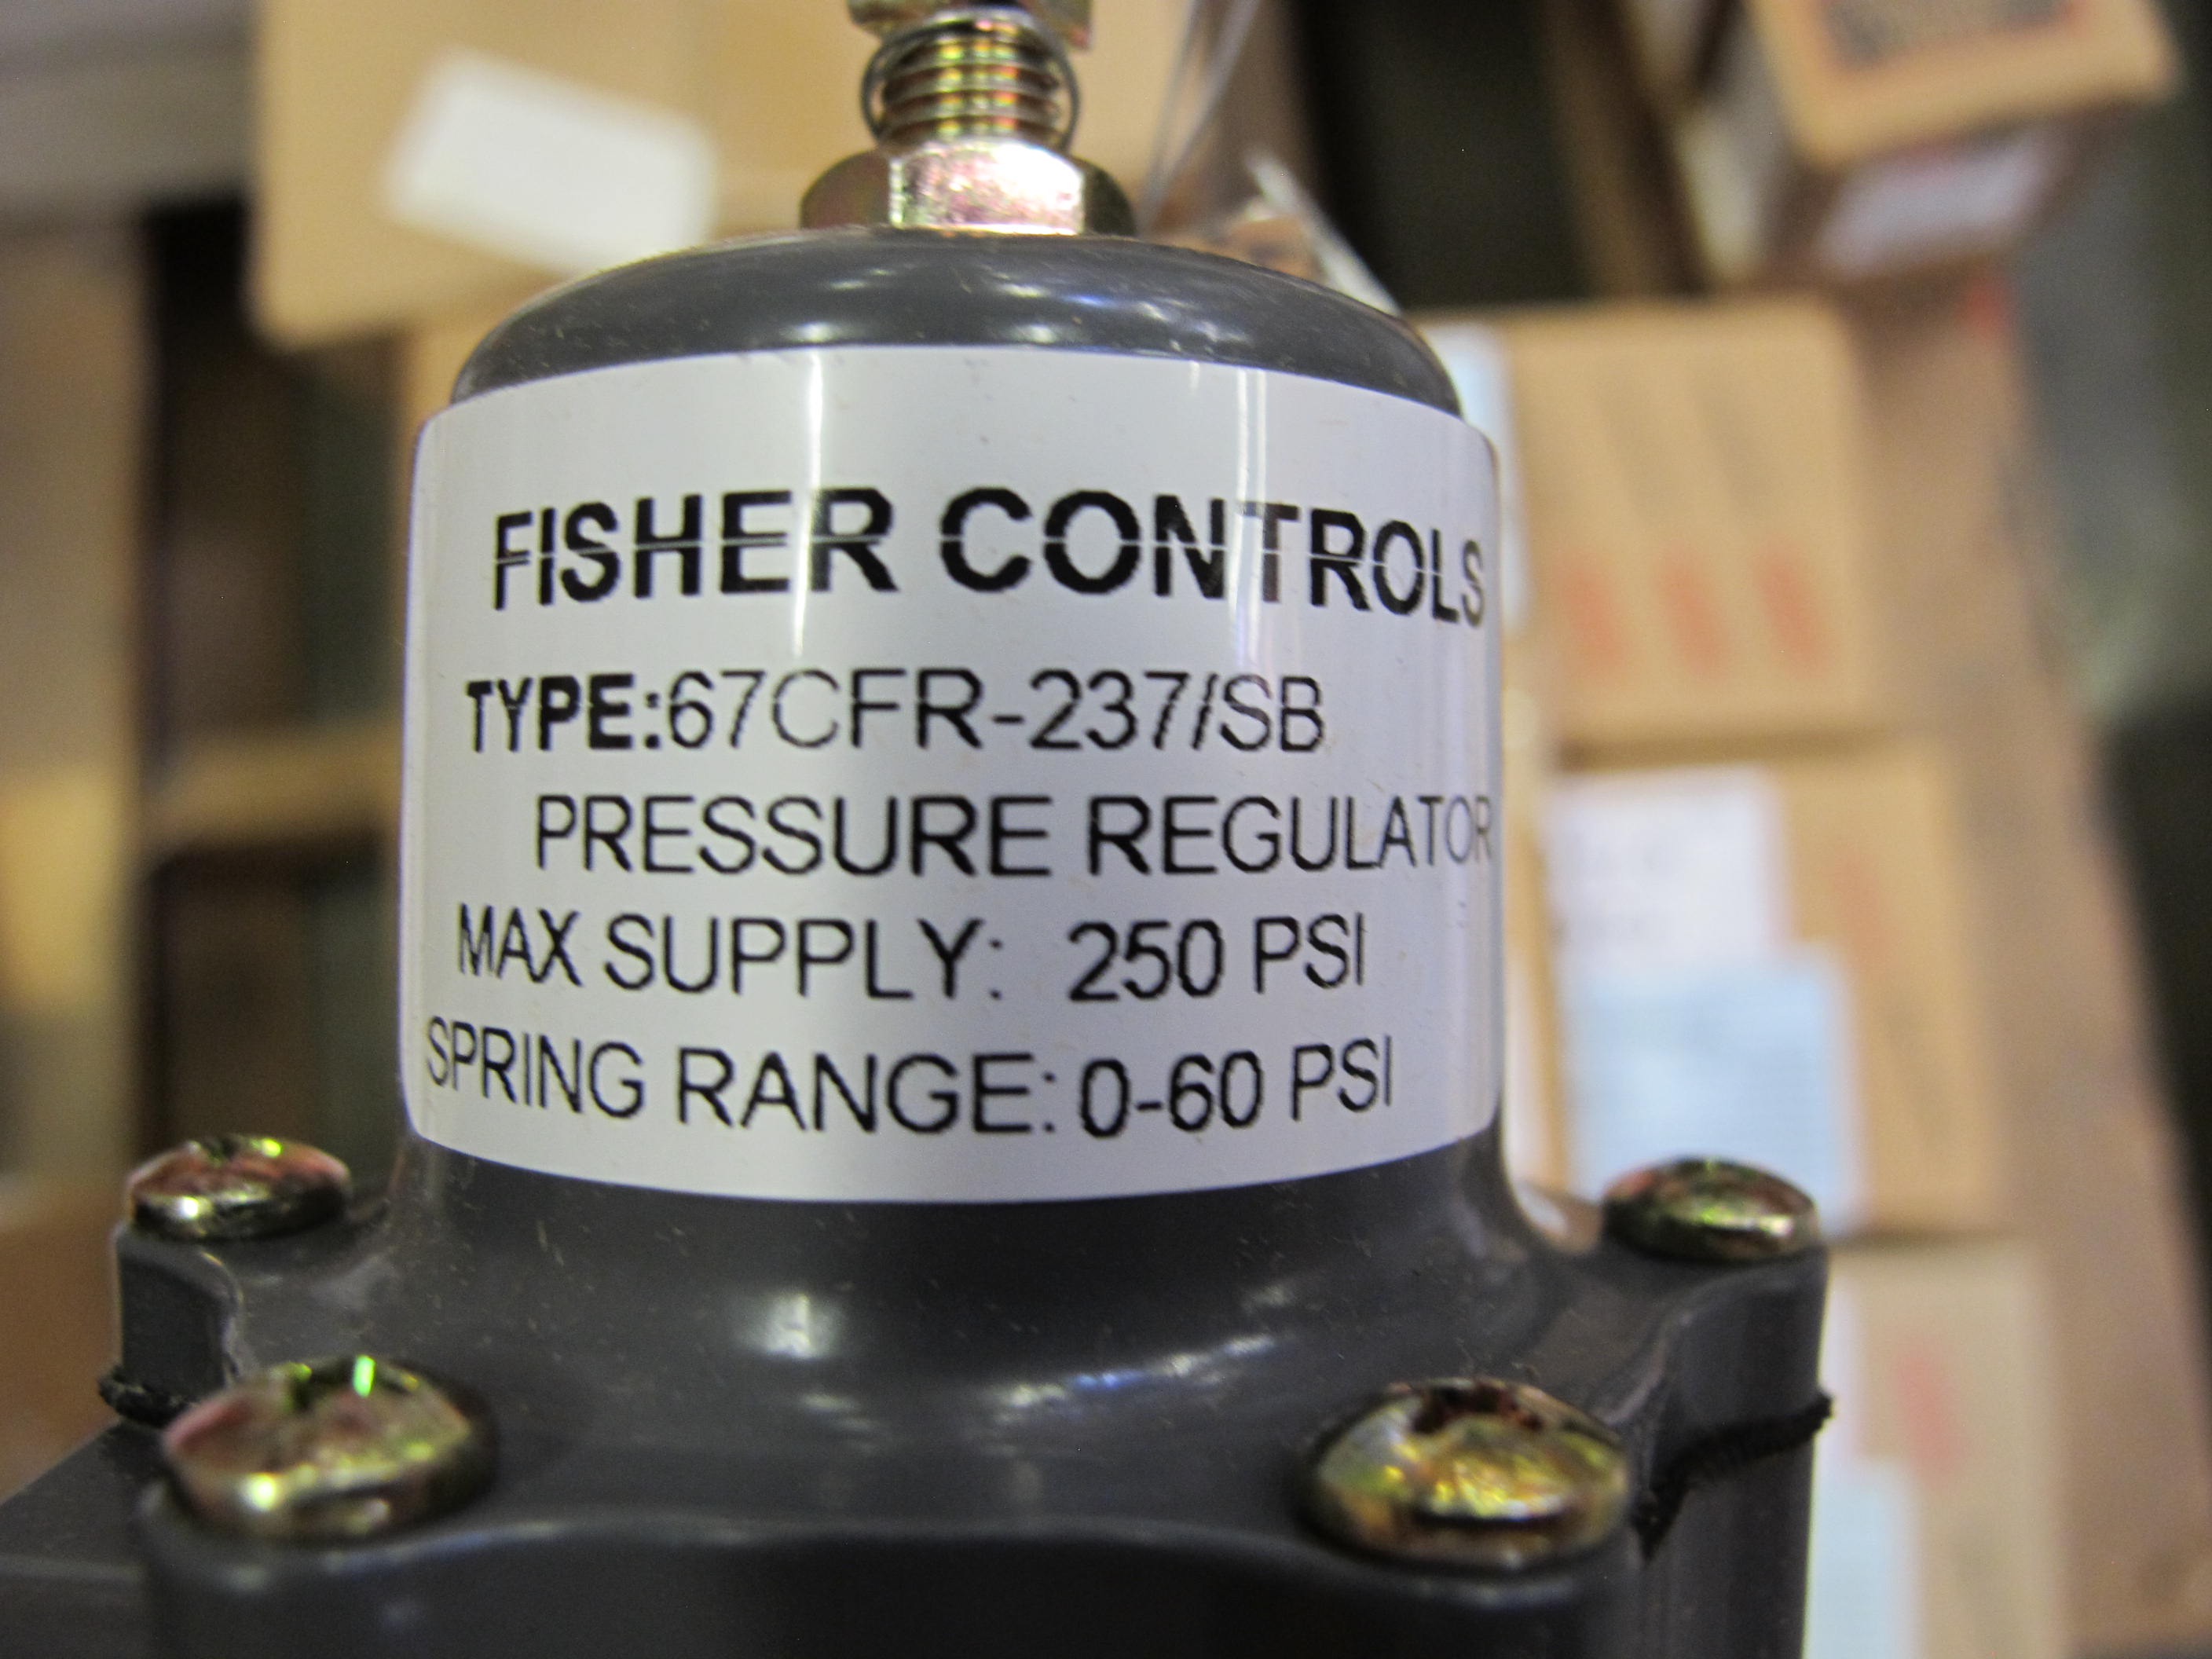 FISHER CONTROLS
TYPE:67CFR-237/SB
PRESSURE REGULATOR
MAX SUPPLY: 250 PSI
SPRING RANGE: 0-60 PSI